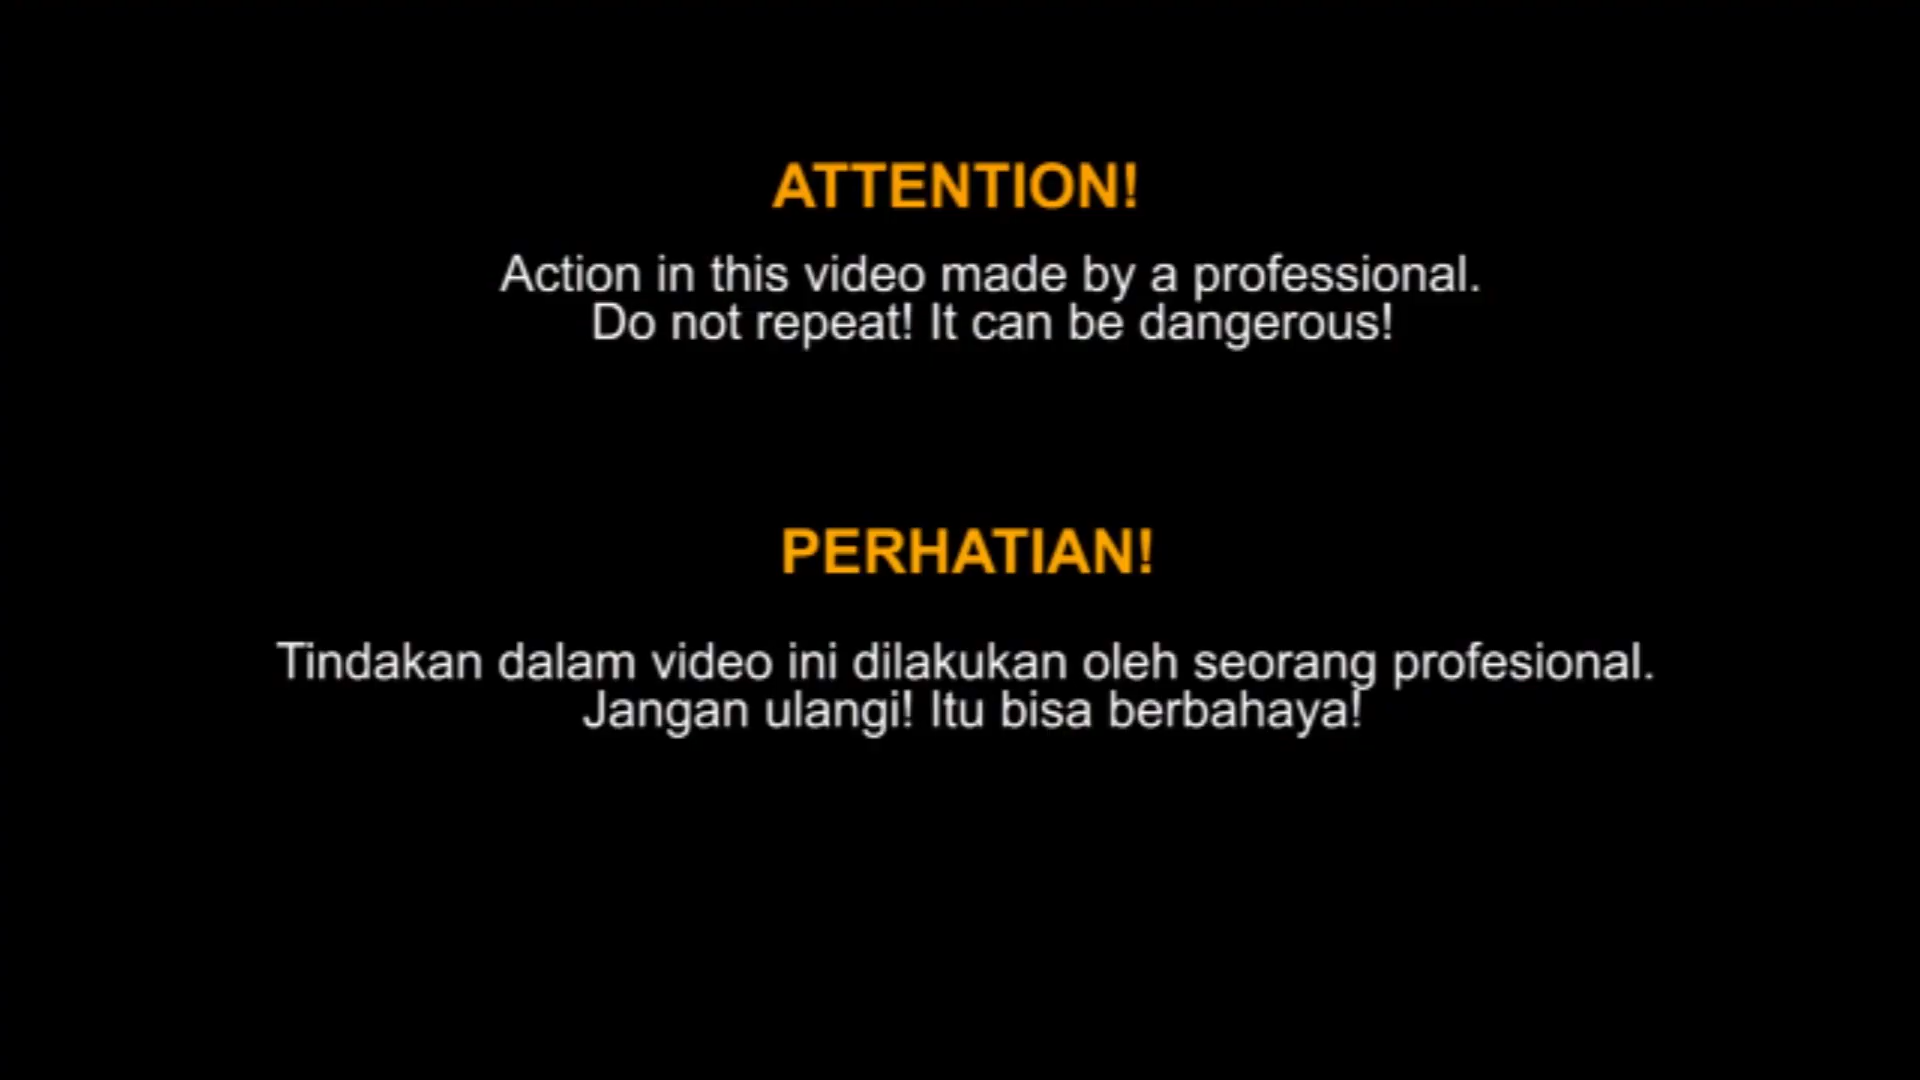 ATTENTION!
Action in this video made by a professional.
Do not repeat! It can be dangerous!
PERHATIAN!
Tindakan dalam video ini dilakukan oleh seorang profesional.
Jangan ulangi! Itu bisa berbahaya!